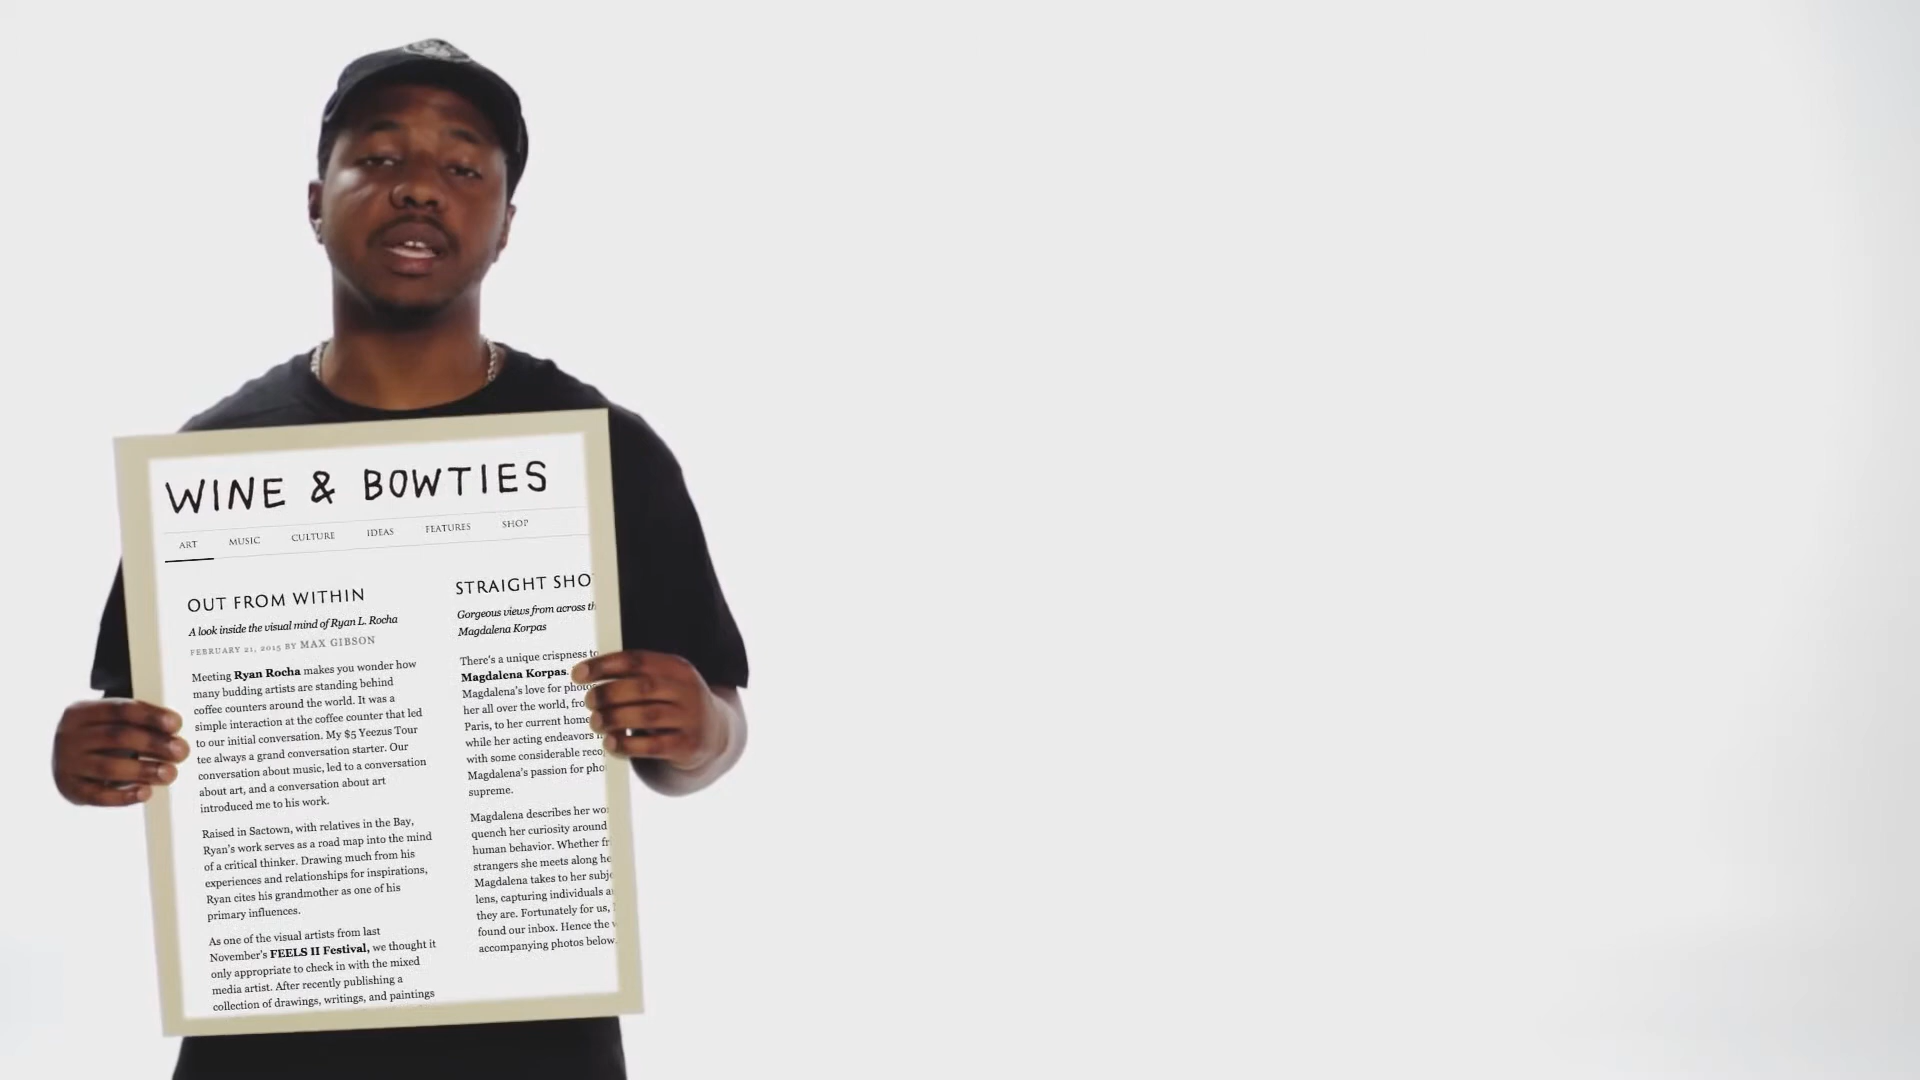 WINE & BOWTIES
ART MUSIC CULTURE IDEAS FEATURES SHOP
OUT FROM WITHIN
A look inside the visual mind of Ryan L. Rocha
FEBRUARY 21, 2015 BY MAX GIBSON
Meeting Ryan Rocha makes you wonder how
many budding artists are standing behind
coffee counters around the world. It was a
simple interaction at the coffee counter that led
to our initial conversation. My $5 Yeezus Tour
tee always a grand conversation starter. Our
conversation about music, led to a conversation
about art, and a conversation about art
introduced me to his work.
Raised in Sactown, with relatives in the Bay,
Ryan's work serves as a road map into the mind
of a critical thinker. Drawing much from his
experiences and relationships for inspirations,
Ryan cites his grandmother as one of his
primary influences.
As one of the visual artists from last
November's FEELS II Festival, we thought it
only appropriate to check in with the mixed
media artist. After recently publishing a
collection of drawings, writings, and paintings
STRAIGHT
Gorgeous views from across
Magdalena Korpas
There's a unique crispness to
Magdalena Korpas.
Magdalena's love for
her all over the world,
Paris, to her current home
while her acting endeavors
with some considerable
Magdalena's passion for
supreme.
Magdalena describes her
quench her curiosity around
human behavior. Whether
strangers she meets along
Magdalena takes to her
lens, capturing individuals
they are. Fortunately for us,
found our inbox. Hence the
accompanying photos below.